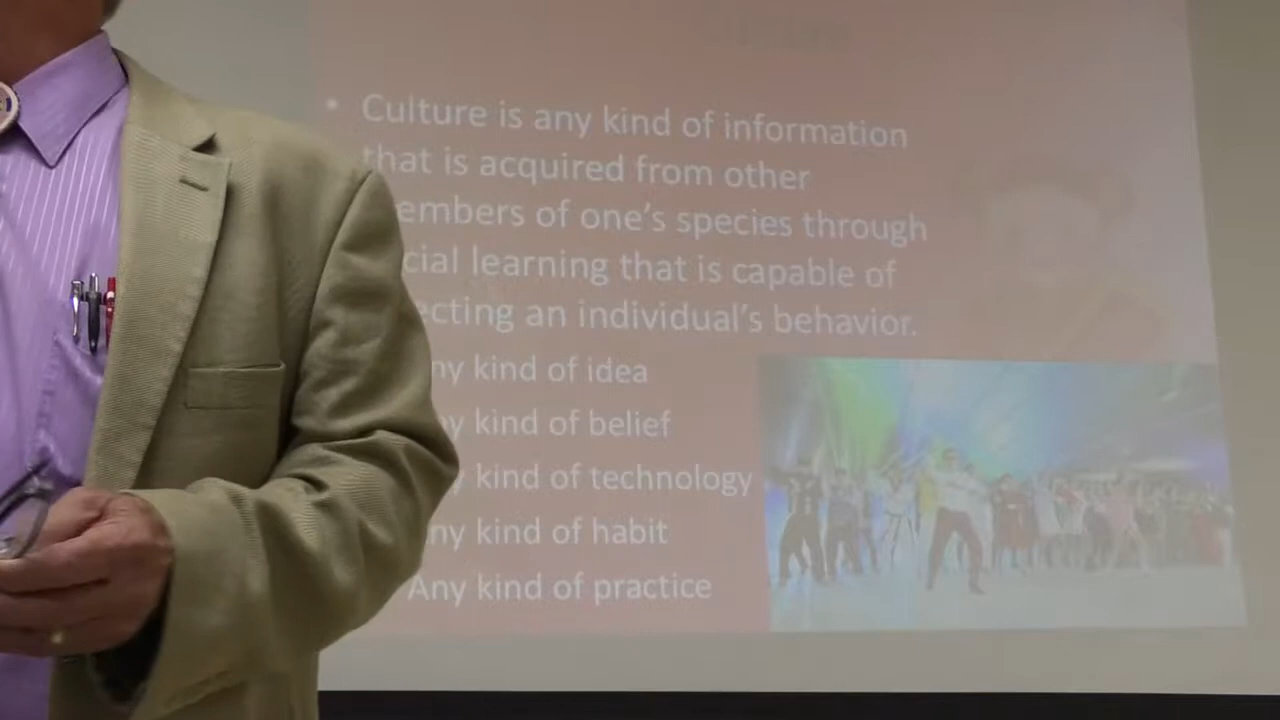 • Culture is any kind of information
that is acquired from other
embers of one's species through
cial learning that is capable of
ecting an individual's behavior.
ny kind of idea
y kind of belief
y kind of technology
ny kind of habit
Any kind of practice